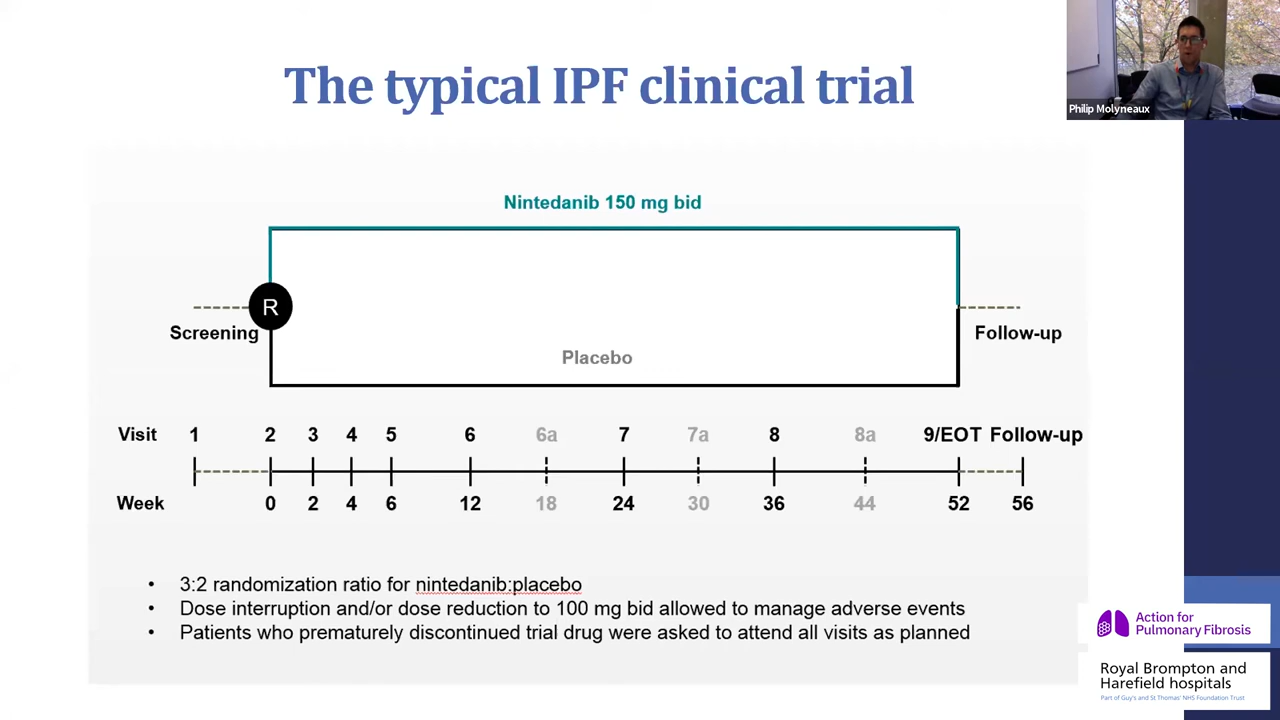 The typical IPF clinical trial
Philip Molyneaux
Nintedanib 150 mg bid
R
Screening
Follow-up
Placebo
Visit 1 2 3 4 5 6 6a 7 7a 8 8a 9/EOT Follow-up
Week 0 2 4 6 12 18 24 30 36 44 52 56
• 3:2 randomization ratio for nintedanib:placebo
• Dose interruption and/or dose reduction to 100 mg bid allowed to manage adverse events
• Patients who prematurely discontinued trial drug were asked to attend all visits as planned
Action for
Pulmonary Fibrosis
Royal Brompton and
Harefield hospitals
Part of Guy's and St Thomas' NHS Foundation Trust